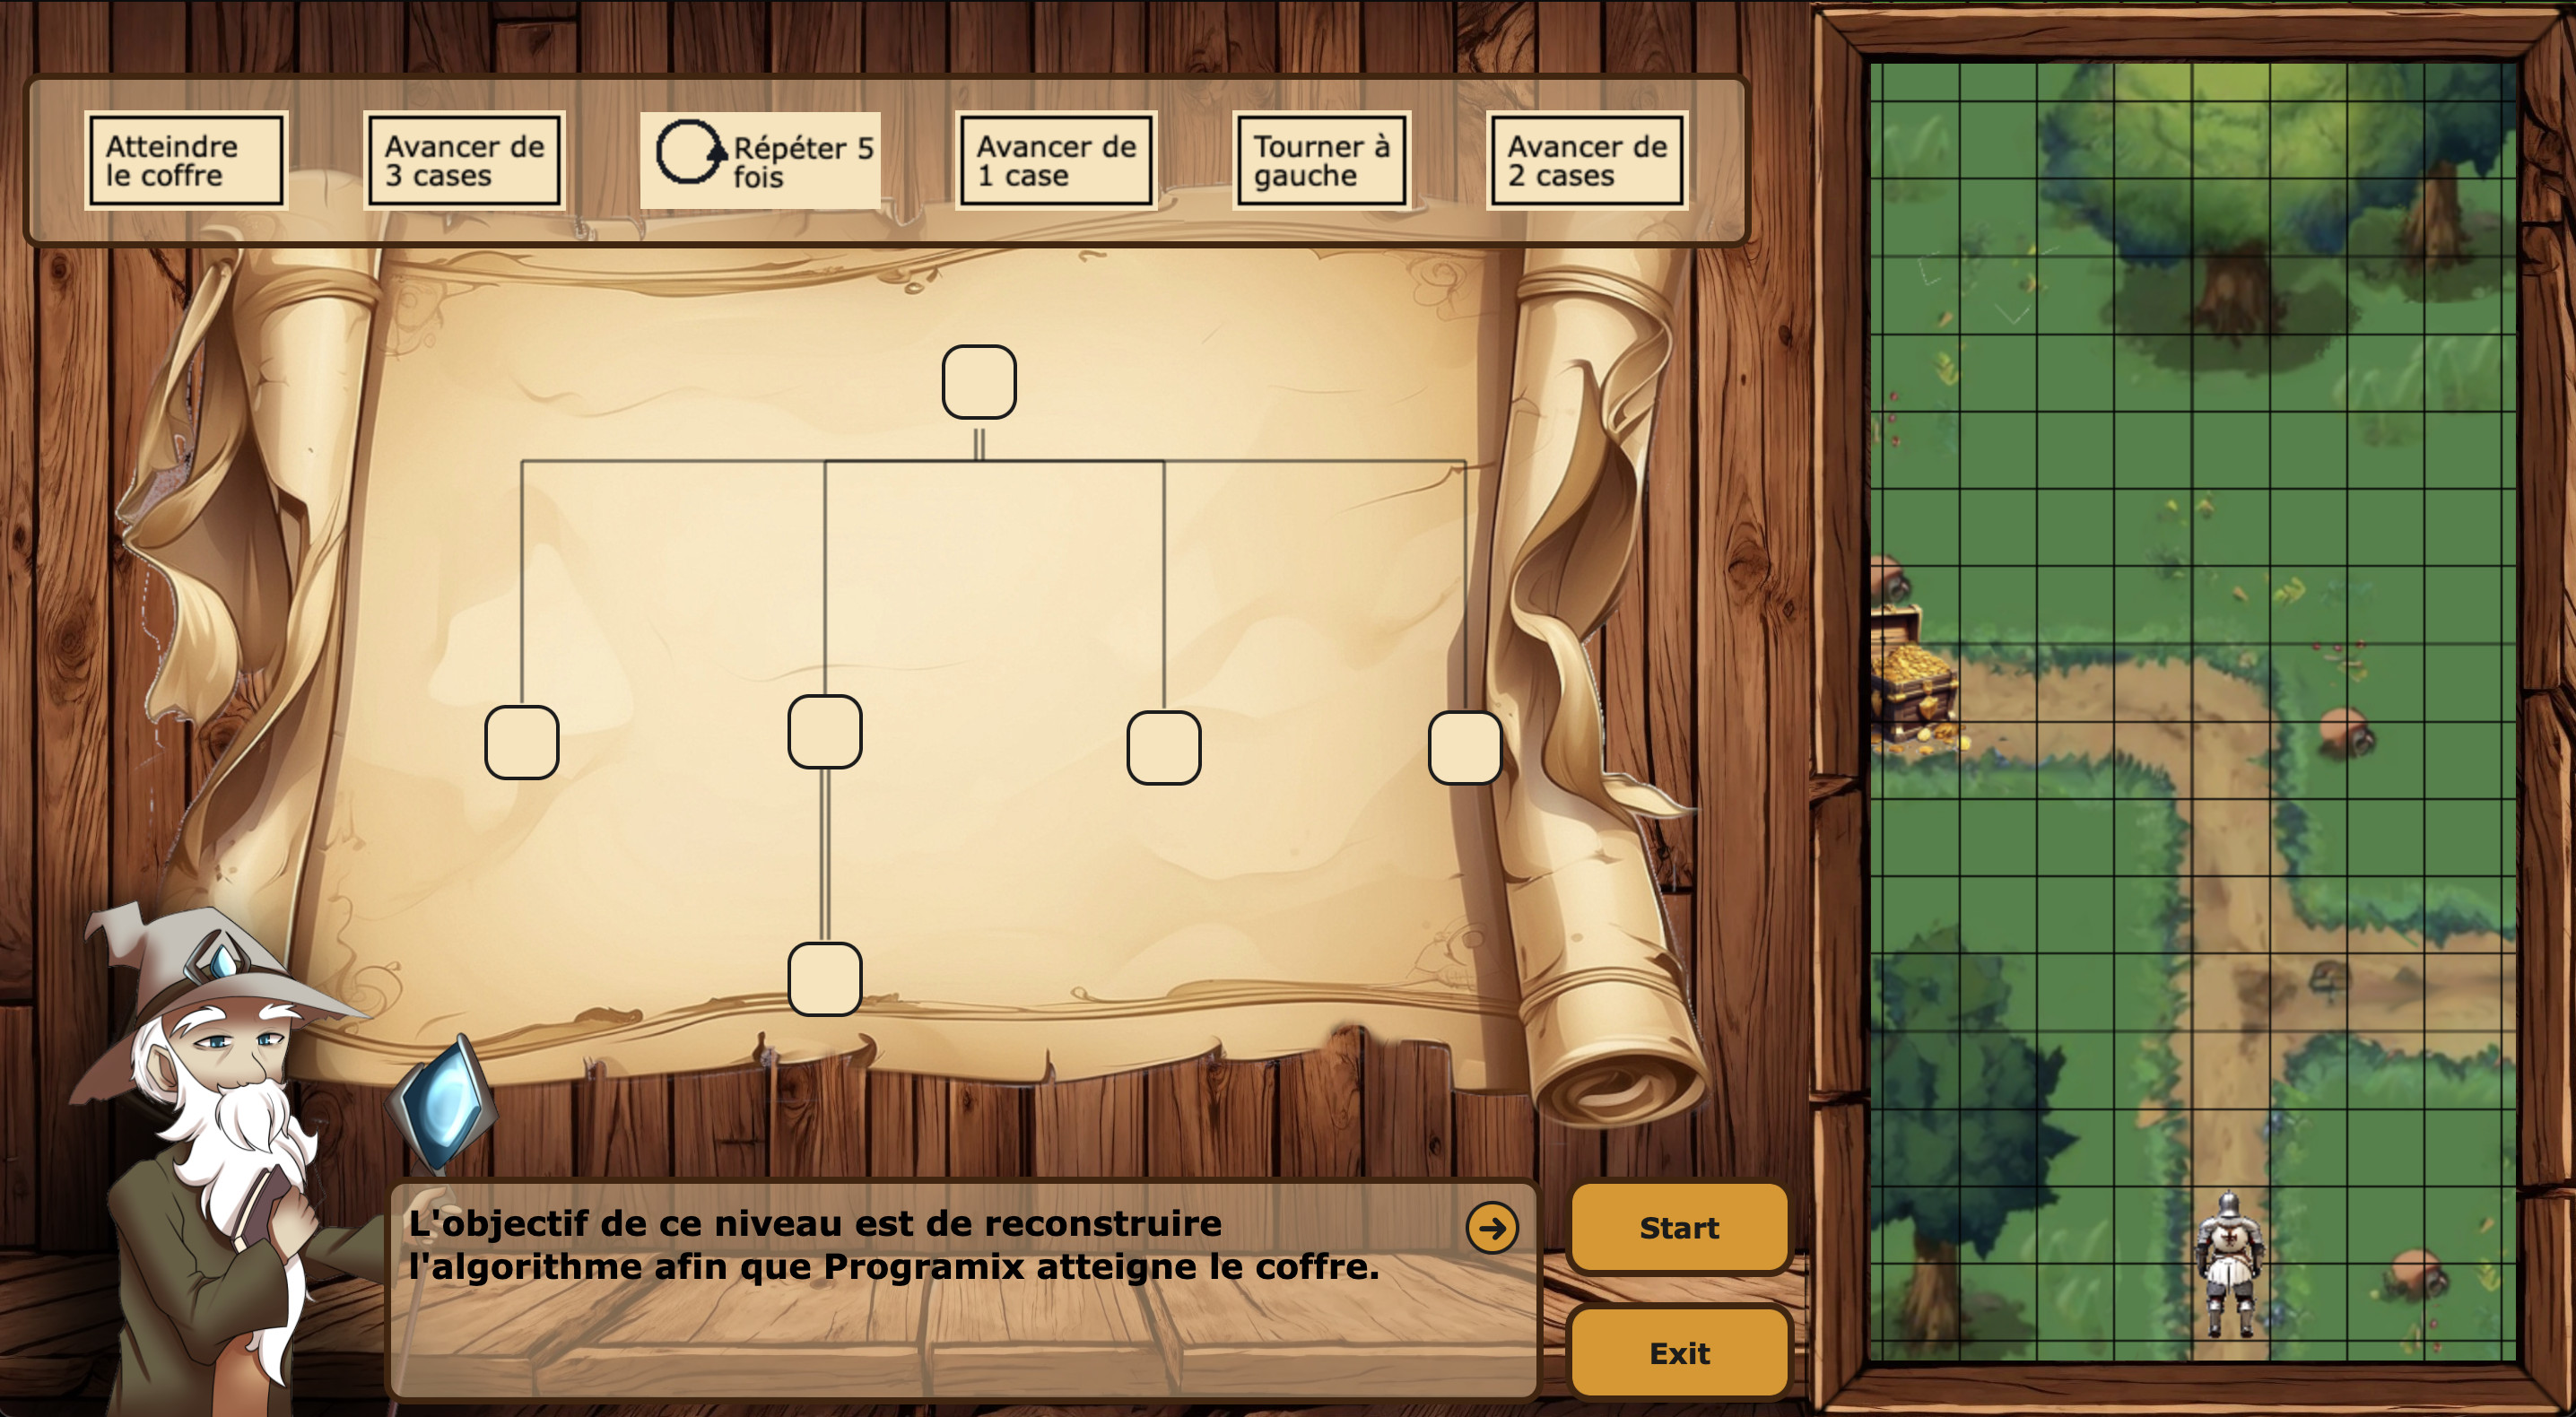 Atteindre
le coffre
Avancer de
3 cases
Répéter 5
fois
Avancer de
1 case
Tourner à
gauche
Avancer de
2 cases
L'objectif de ce niveau est de reconstruire
l'algorithme afin que Programix atteigne le coffre.
Start
Exit